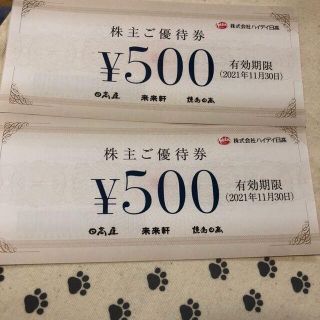 株式会社ハイデイ日高
株主ご優待券
¥500
有効期限
(2021年11月30日)
日高屋 来来軒 焼鳥日高
株式会社ハイデイ日高
株主ご優待券
¥500
有効期限
(2021年11月30日)
日高屋 来来軒 焼鳥日高